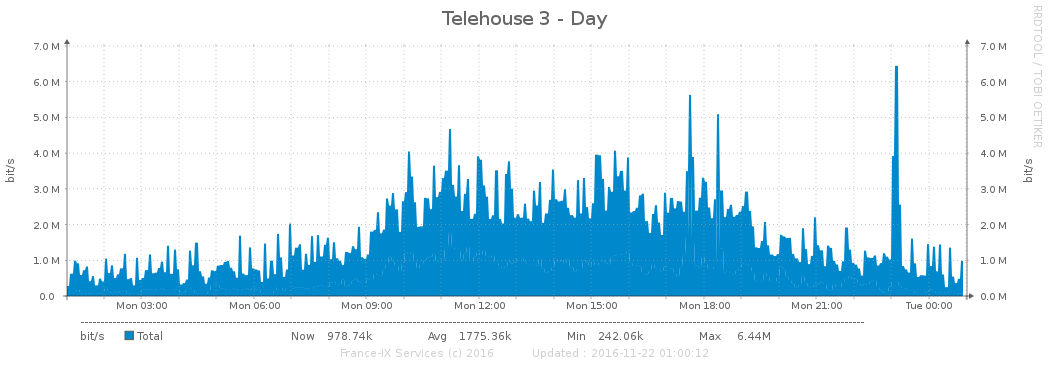 Telehouse 3 - Day
RRDTOOL / TOBI OETIKER
7.0 M 7.0 M
6.0 M 6.0 M
5.0 M 5.0 M
4.0 M 4.0 M
3.0 M 3.0 M
2.0 M 2.0 M
1.0 M 1.0 M
0.0 0.0 M
bit/s bit/s
Mon 03:00 Mon 06:00 Mon 09:00 Mon 12:00 Mon 15:00 Mon 18:00 Mon 21:00 Tue 00:00
bit/s Total Now 978.74k Avg 1775.36k Min 242.06k Max 6.44M
France-IX Services (c) 2016 Updated : 2016-11-22 01:00:12